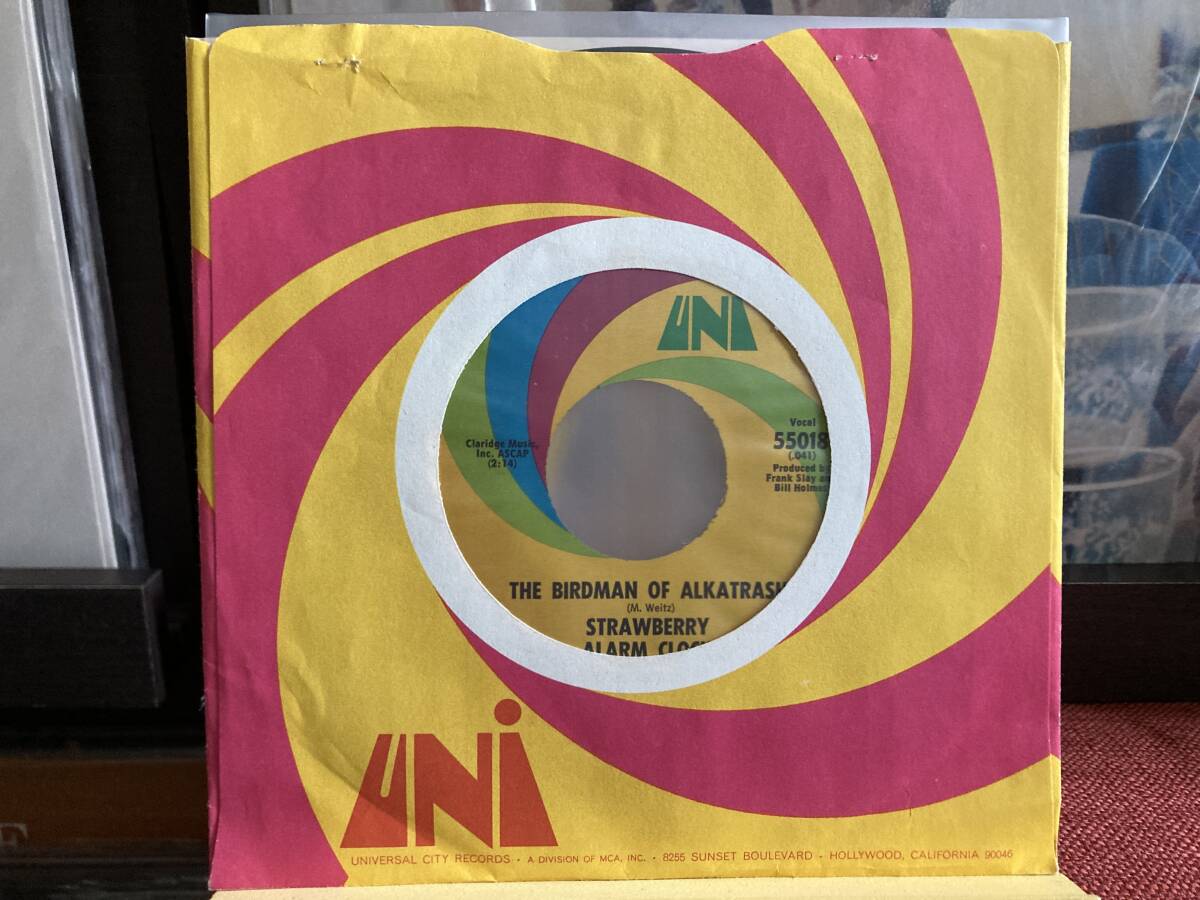 UNI
Claridge Music,
Inc. ASCAP
(2:14)
Vocal
55018
(.041)
Produced by
Frank Slay an
Bill Holmes
THE BIRDMAN OF ALKATRASH
(M. Weitz)
STRAWBERRY
ALARM CLOCK
UNI
UNIVERSAL CITY RECORDS • A DIVISION OF MCA, INC. • 8255 SUNSET BOULEVARD • HOLLYWOOD, CALIFORNIA 90046